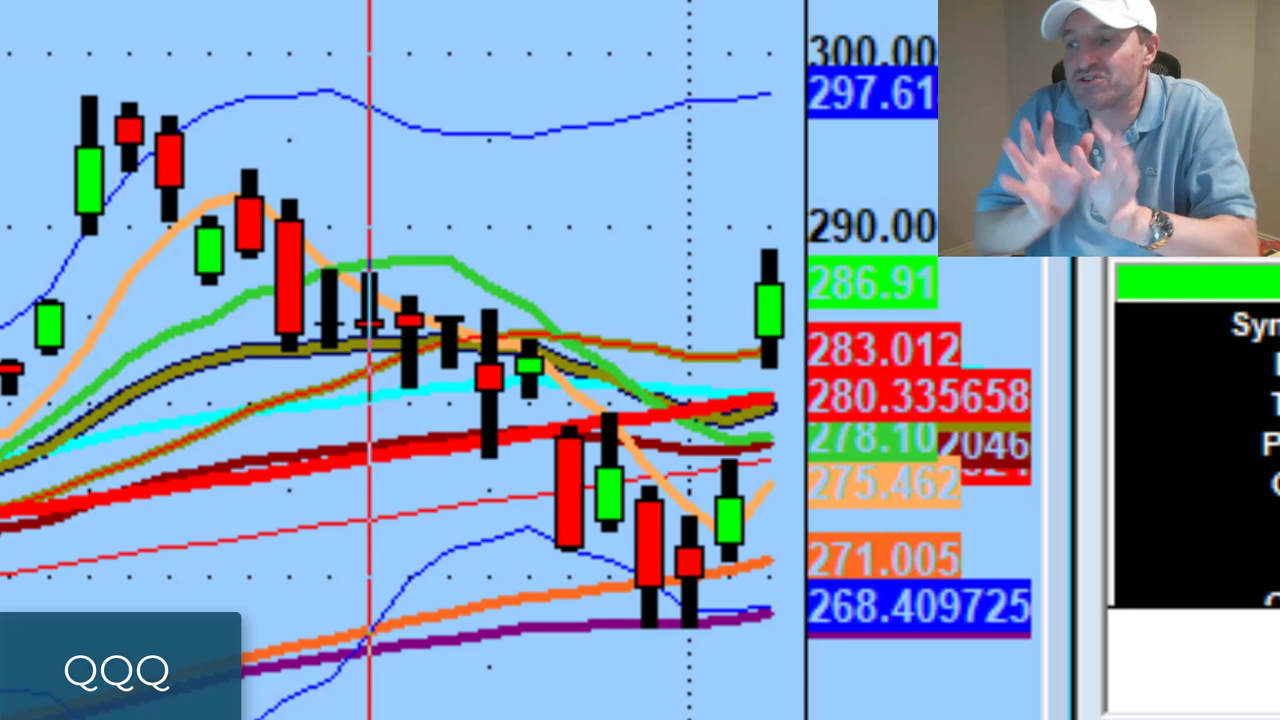 300.00
297.61
290.00
286.91
283.012
280.335658
278.10
2046
275.462
271.005
268.409725
Syn
T
P
QQQ